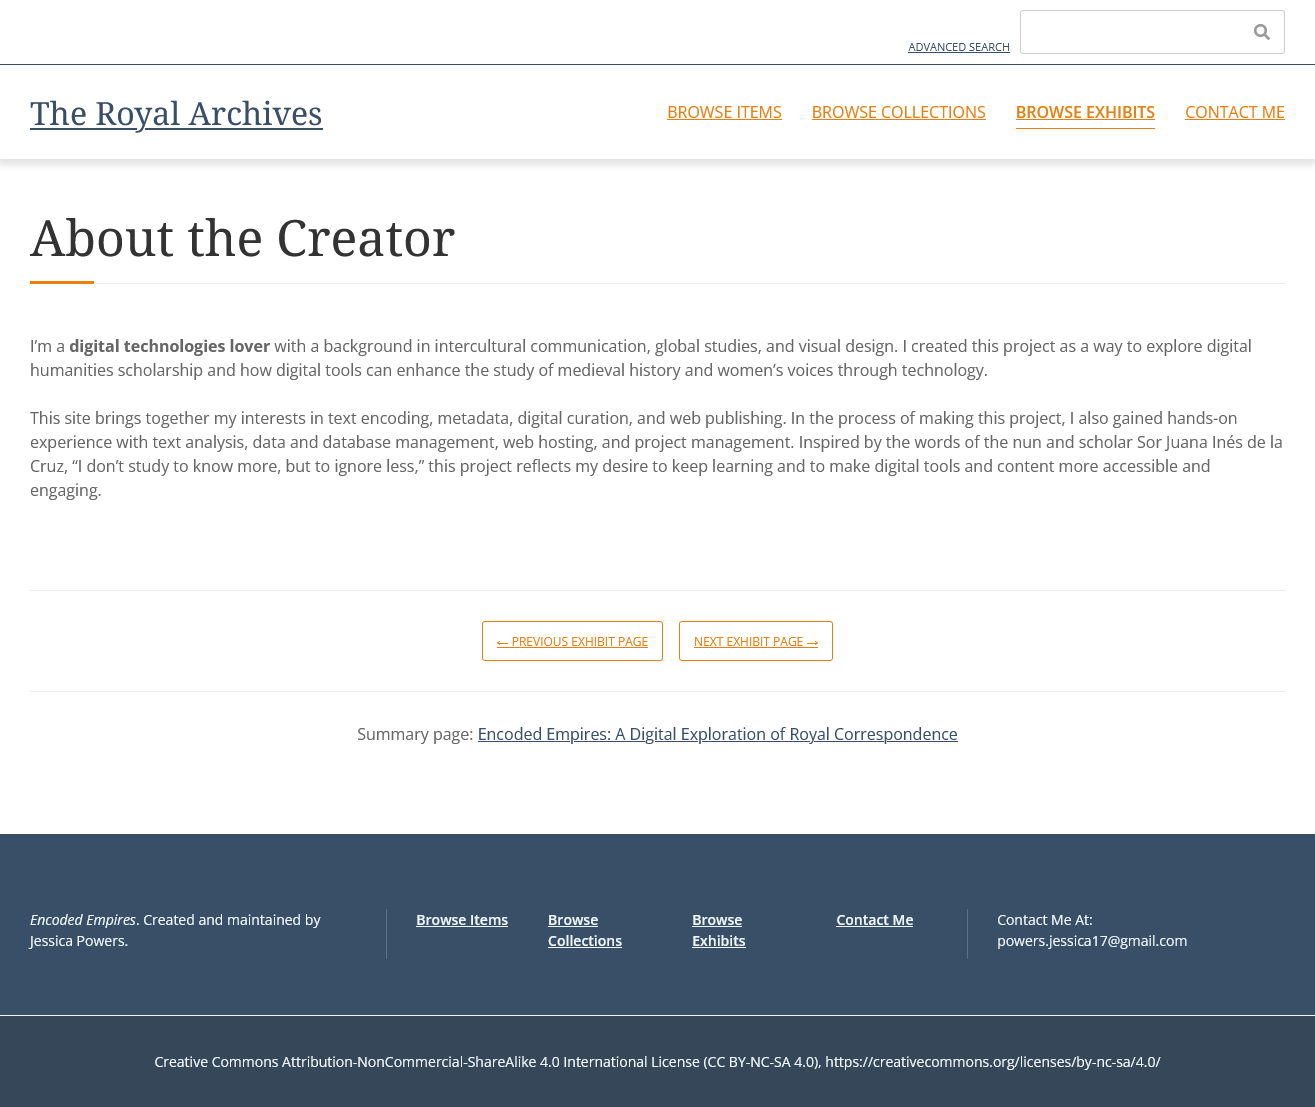 ADVANCED SEARCH
The Royal Archives
BROWSE ITEMS
BROWSE COLLECTIONS
BROWSE EXHIBITS
CONTACT ME
About the Creator
I’m a digital technologies lover with a background in intercultural communication, global studies, and visual design. I created this project as a way to explore digital
humanities scholarship and how digital tools can enhance the study of medieval history and women’s voices through technology.
This site brings together my interests in text encoding, metadata, digital curation, and web publishing. In the process of making this project, I also gained hands-on
experience with text analysis, data and database management, web hosting, and project management. Inspired by the words of the nun and scholar Sor Juana Inés de la
Cruz, “I don’t study to know more, but to ignore less,” this project reflects my desire to keep learning and to make digital tools and content more accessible and
engaging.
← PREVIOUS EXHIBIT PAGE
NEXT EXHIBIT PAGE →
Summary page: Encoded Empires: A Digital Exploration of Royal Correspondence
Encoded Empires. Created and maintained by
Jessica Powers.
Browse Items
Browse
Collections
Browse
Exhibits
Contact Me
Contact Me At:
powers.jessica17@gmail.com
Creative Commons Attribution-NonCommercial-ShareAlike 4.0 International License (CC BY-NC-SA 4.0), https://creativecommons.org/licenses/by-nc-sa/4.0/